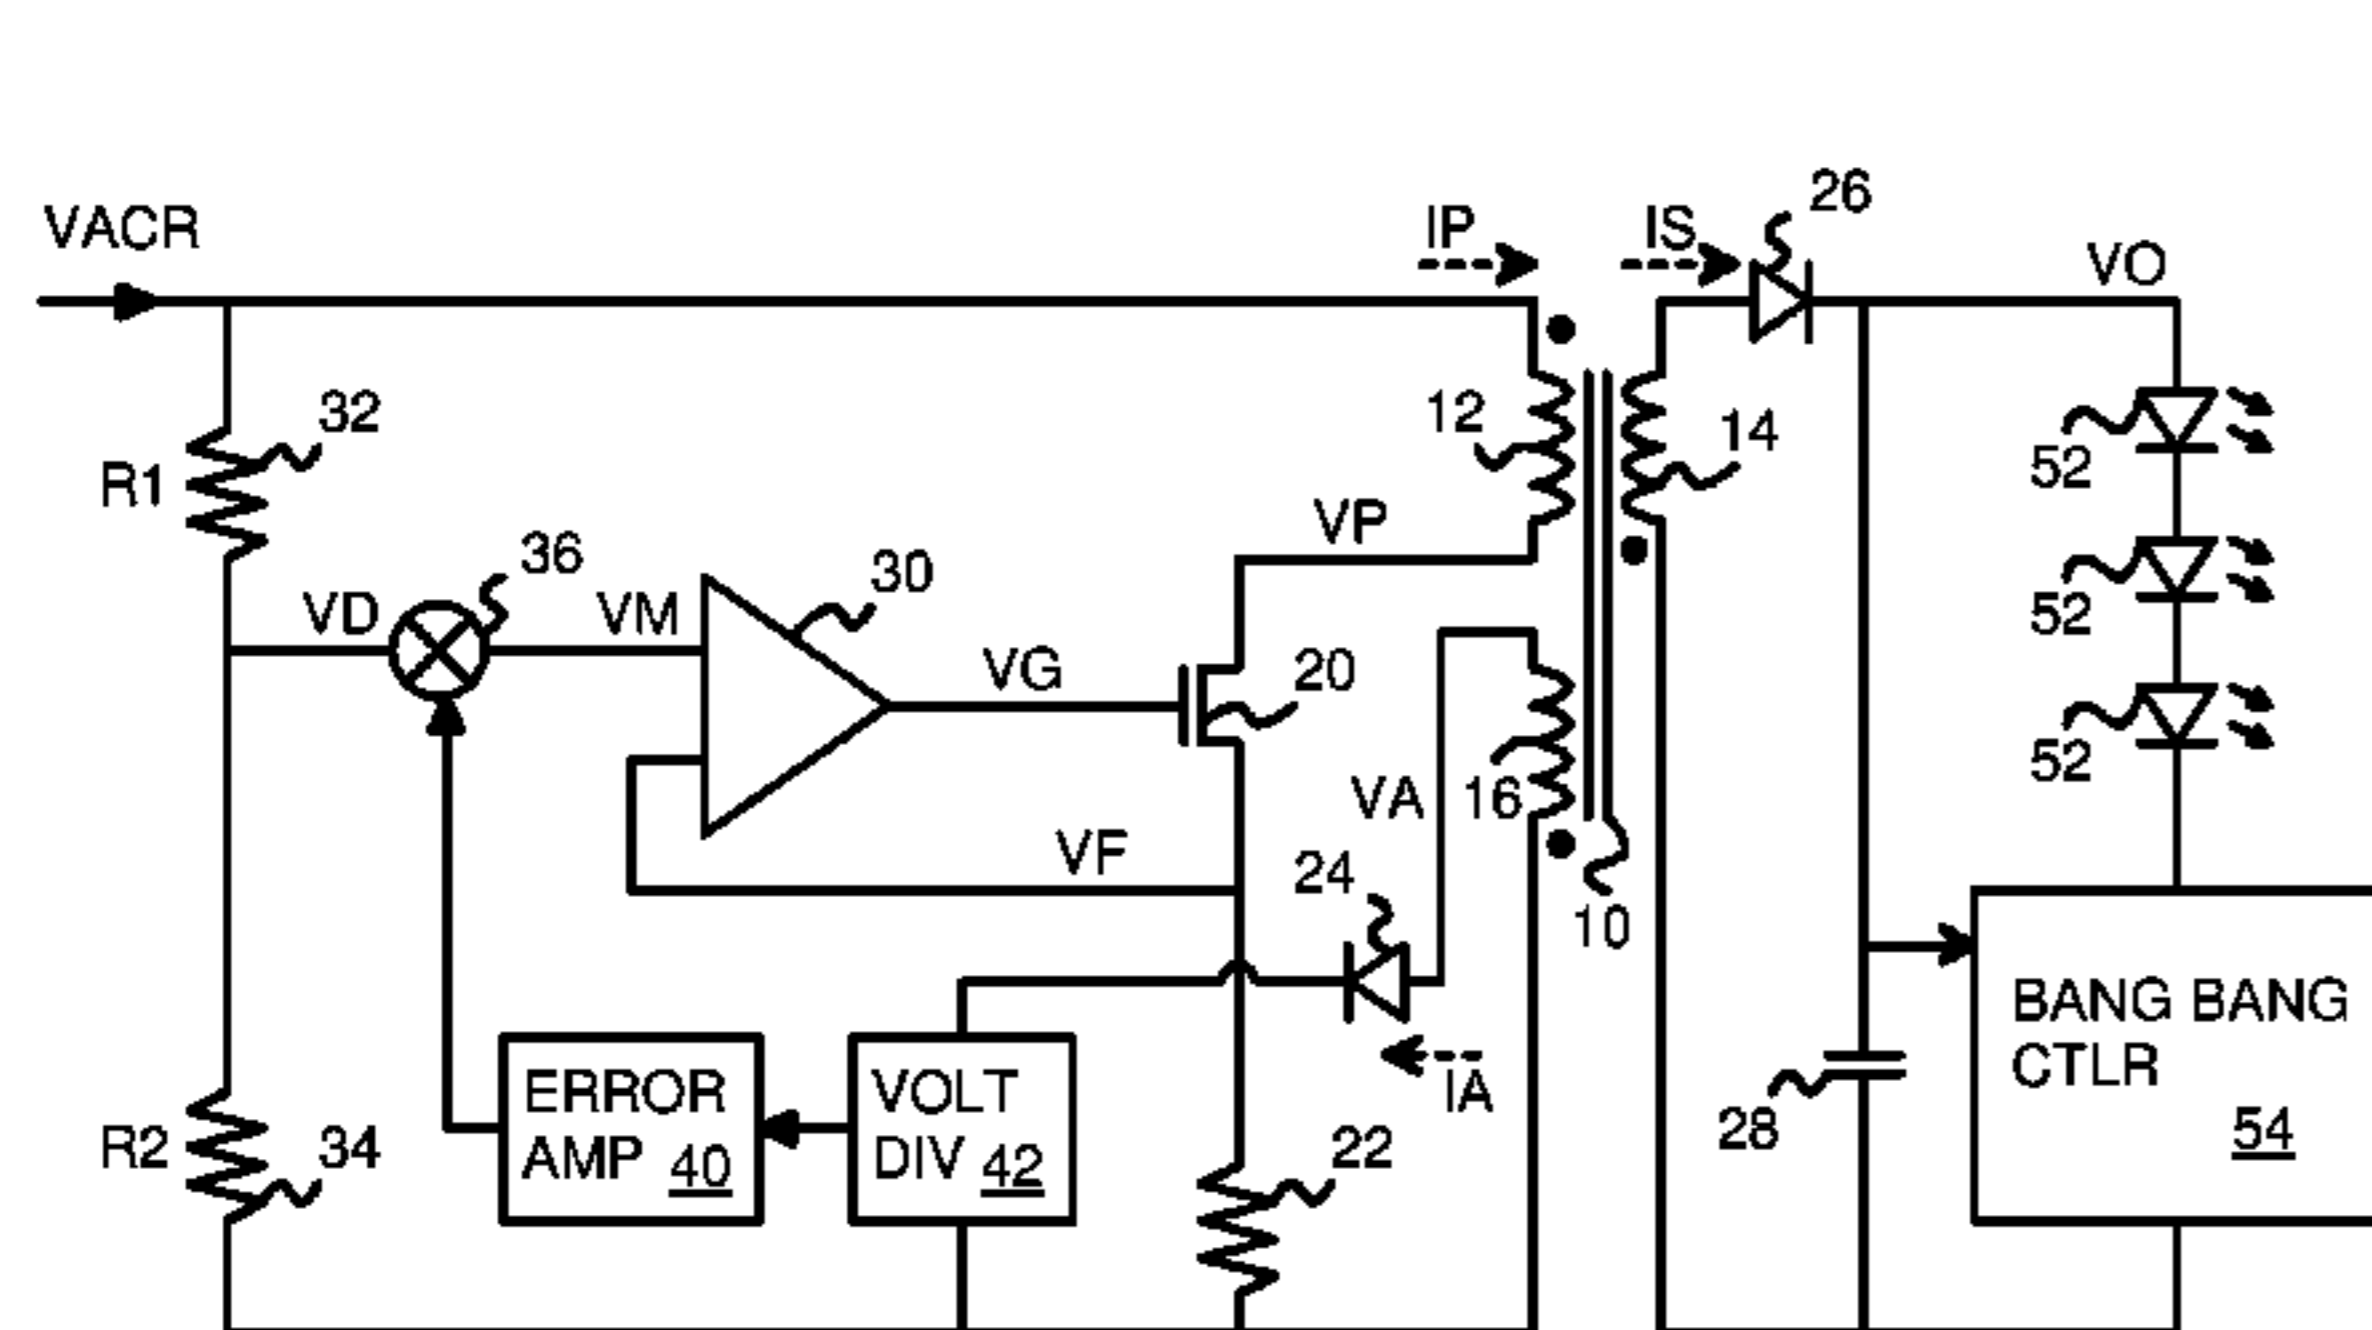 26
VACR
IP
IS
VO
32
12
14
R1
52
VP
36
30
VD
VM
52
VG
20
52
VA
16
VF
24
10
BANG BANG
CTLR
54
ERROR
AMP 40
VOLT
DIV 42
IA
28
R2
34
22